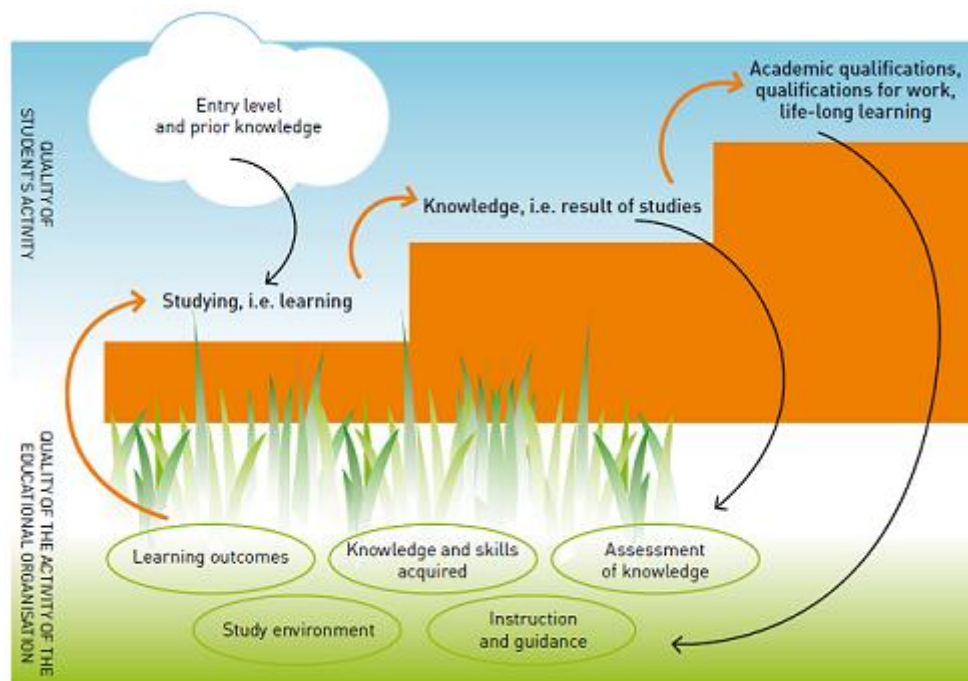 Entry level
and prior knowledge
Academic qualifications,
qualifications for work,
life-long learning
QUALITY OF
STUDENT'S ACTIVITY
Knowledge, i.e. result of studies
Studying, i.e. learning
QUALITY OF THE ACTIVITY OF THE
EDUCATIONAL ORGANISATION
Learning outcomes
Knowledge and skills
acquired
Assessment
of knowledge
Study environment
Instruction
and guidance